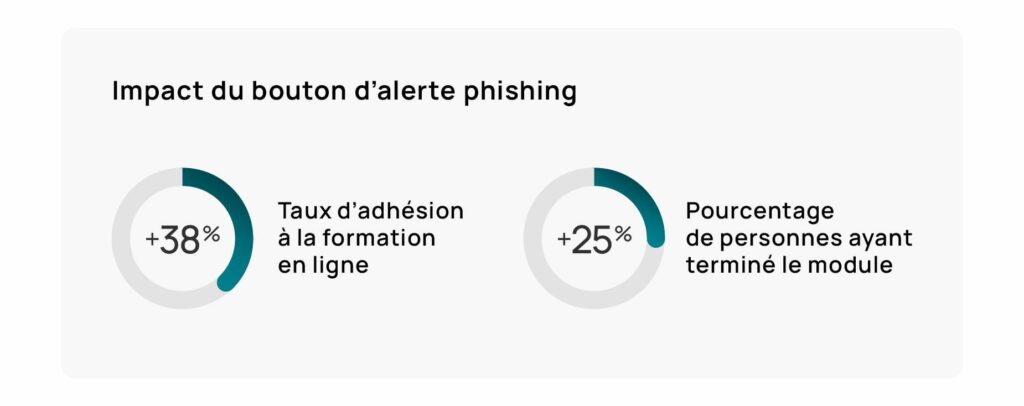 Impact du bouton d’alerte phishing
+38%
Taux d’adhésion
à la formation
en ligne
+25%
Pourcentage
de personnes ayant
terminé le module